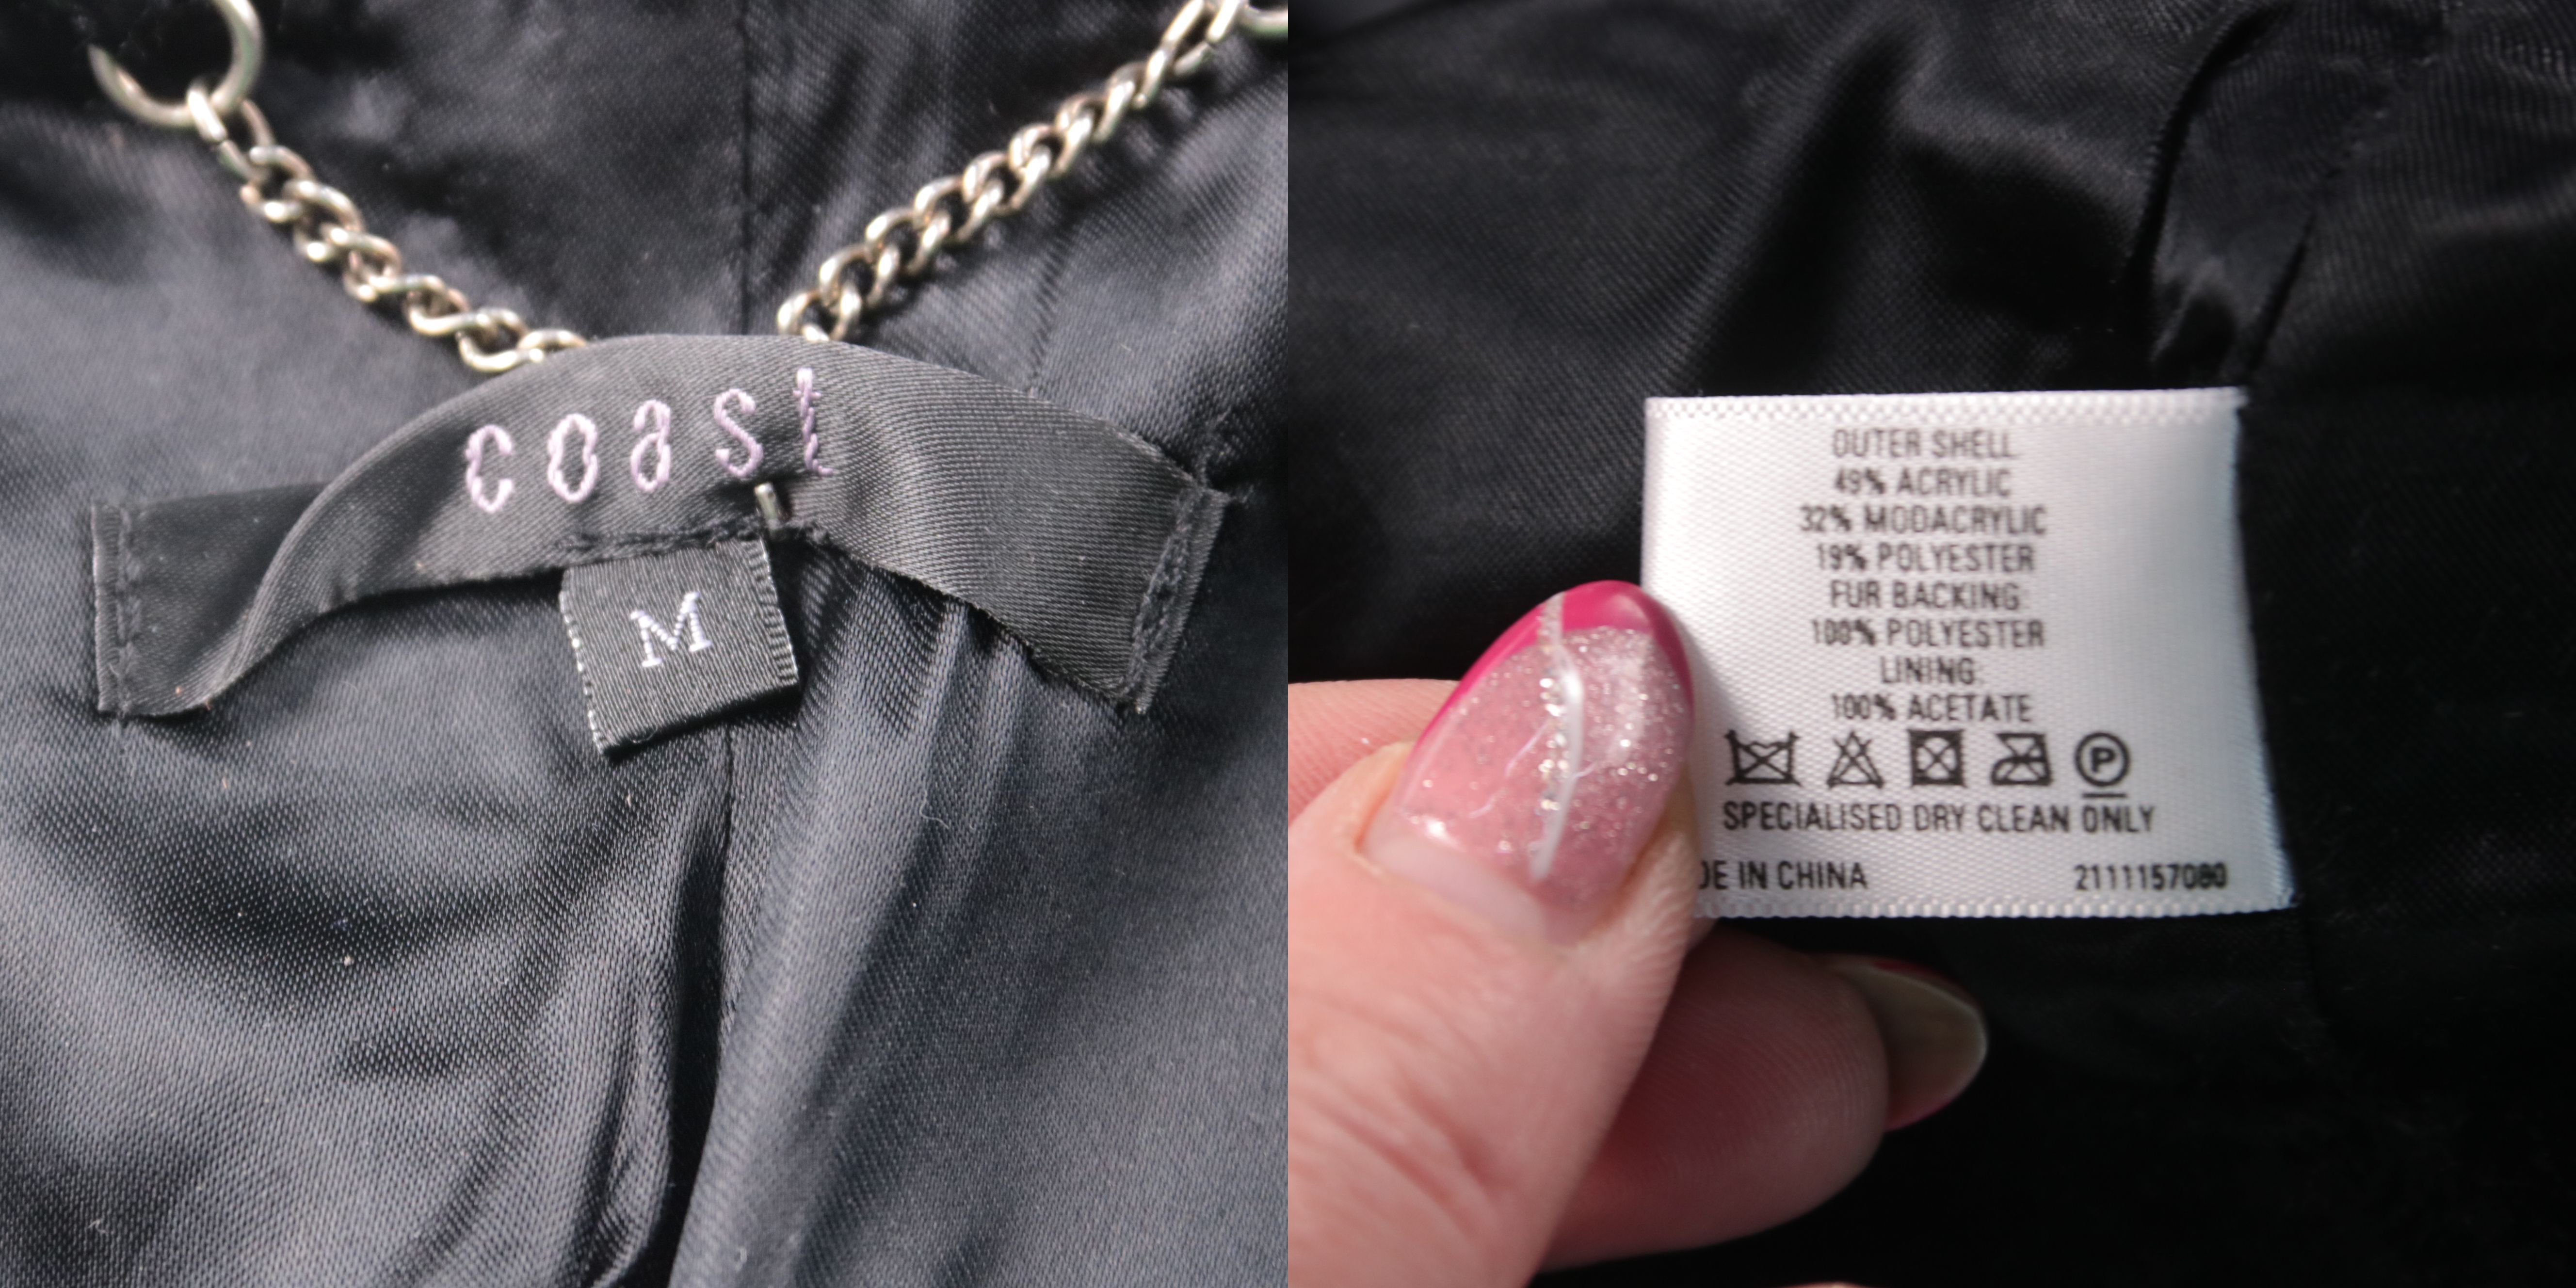 coast
M
OUTER SHELL
49% ACRYLIC
32% MODACRYLIC
19% POLYESTER
FUR BACKING
100% POLYESTER
LINING:
100% ACETATE
P
SPECIALISED DRY CLEAN ONLY
DE IN CHINA 2111157080